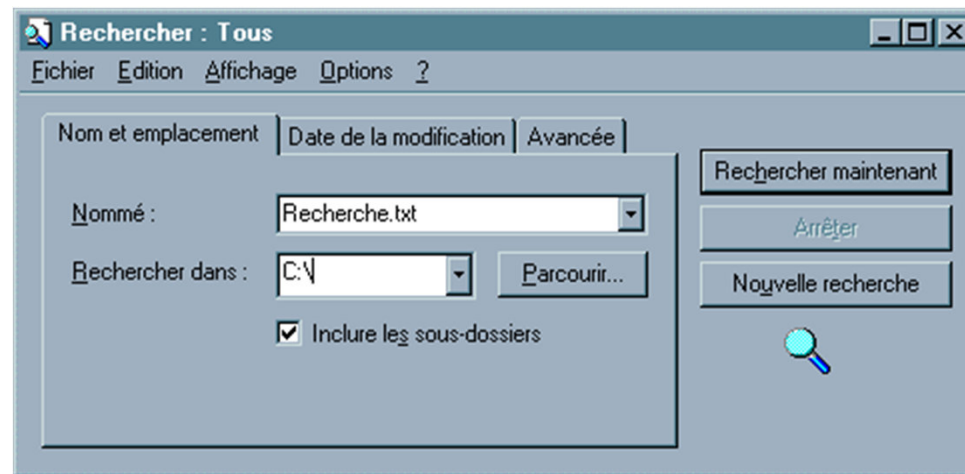 Rechercher : Tous
Fichier Edition Affichage Options ?
Nom et emplacement Date de la modification Avancée
Nommé : Recherche.txt
Rechercher dans : C:\ Parcourir...
Inclure les sous-dossiers
Rechercher maintenant
Arrêter
Nouvelle recherche